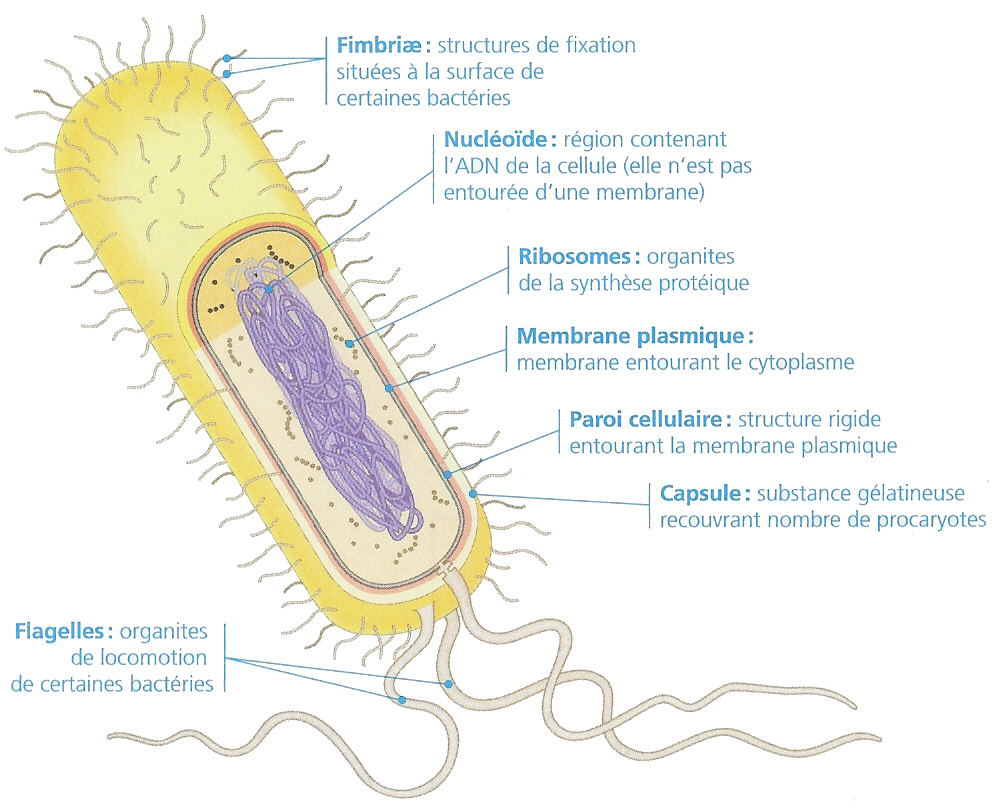 Fimbriæ : structures de fixation
situées à la surface de
certaines bactéries
Nucléoïde : région contenant
l'ADN de la cellule (elle n'est pas
entourée d'une membrane)
Ribosomes : organites
de la synthèse protéique
Membrane plasmique :
membrane entourant le cytoplasme
Paroi cellulaire : structure rigide
entourant la membrane plasmique
Capsule : substance gélatineuse
recouvrant nombre de procaryotes
Flagelles : organites
de locomotion
de certaines bactéries